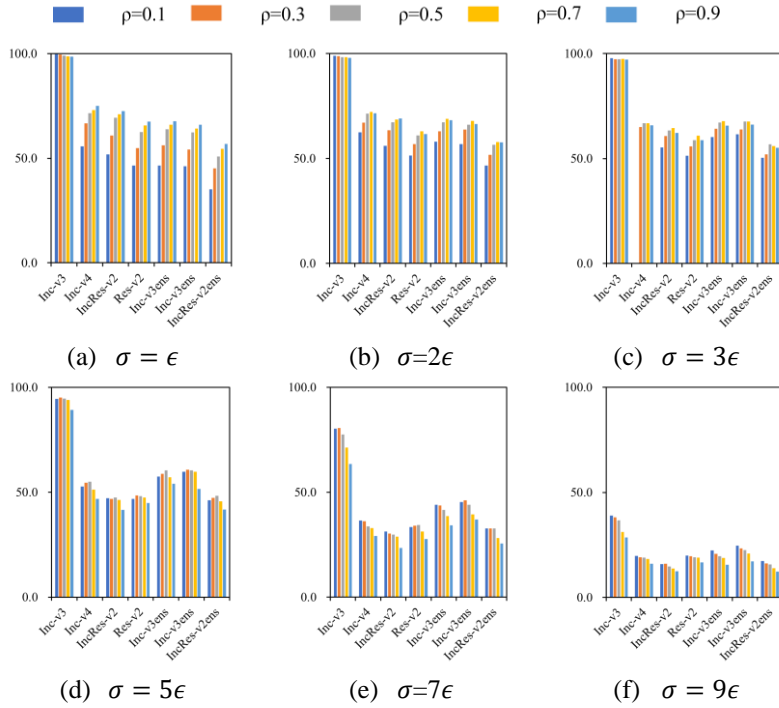 ρ=0.1 ρ=0.3 ρ=0.5 ρ=0.7 ρ=0.9
100.0
50.0
0.0
Inc-v3
Inc-v4
IncRes-v2
Res-v2
Inc-v3ens
Inc-v3ens
IncRes-v2ens
(a) σ = ϵ
100.0
50.0
0.0
Inc-v3
Inc-v4
IncRes-v2
Res-v2
Inc-v3ens
Inc-v3ens
IncRes-v2ens
(b) σ=2ϵ
100.0
50.0
0.0
Inc-v3
Inc-v4
IncRes-v2
Res-v2
Inc-v3ens
Inc-v3ens
IncRes-v2ens
(c) σ = 3ϵ
100.0
50.0
0.0
Inc-v3
Inc-v4
IncRes-v2
Res-v2
Inc-v3ens
Inc-v3ens
IncRes-v2ens
(d) σ = 5ϵ
100.0
50.0
0.0
Inc-v3
Inc-v4
IncRes-v2
Res-v2
Inc-v3ens
Inc-v3ens
IncRes-v2ens
(e) σ=7ϵ
100.0
50.0
0.0
Inc-v3
Inc-v4
IncRes-v2
Res-v2
Inc-v3ens
Inc-v3ens
IncRes-v2ens
(f) σ = 9ϵ